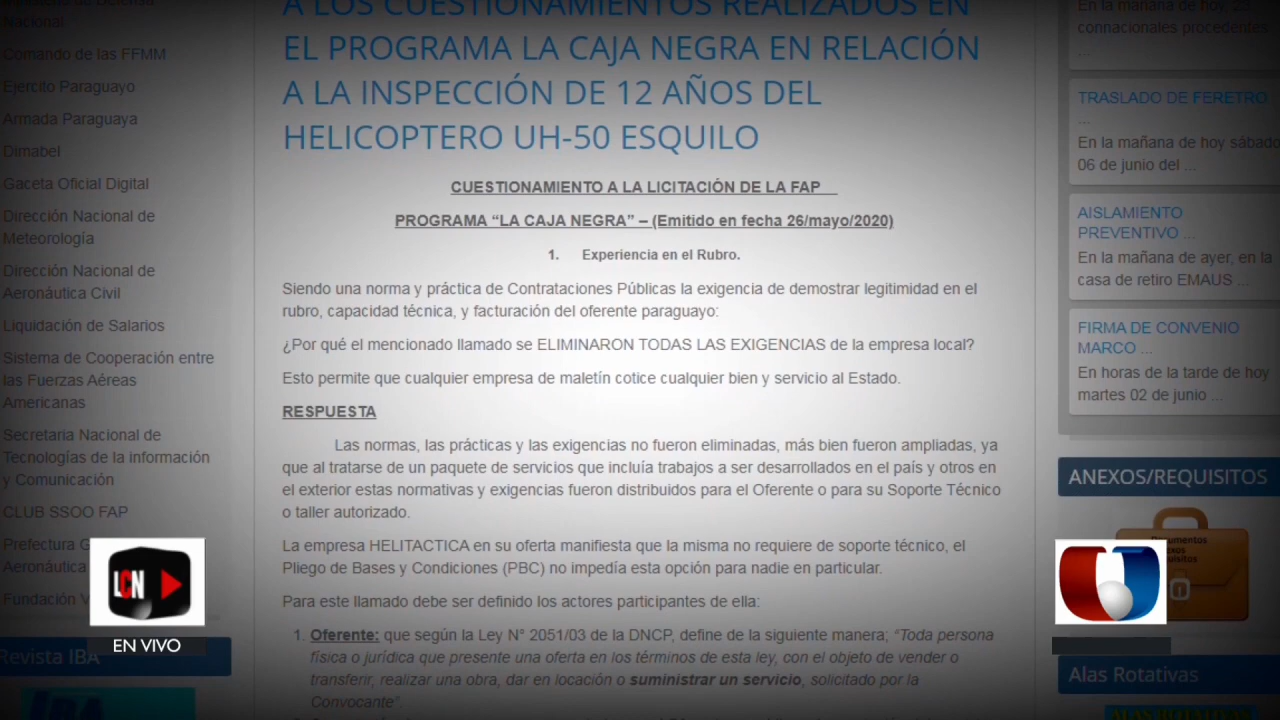 Ministerio de Defensa
Nacional
Comando de las FFMM
Ejercito Paraguayo
Armada Paraguaya
Dimabel
Gaceta Oficial Digital
Dirección Nacional de
Meteorología
Dirección Nacional de
Aeronáutica Civil
Liquidación de Salarios
Sistema de Cooperación entre
las Fuerzas Aéreas
Americanas
Secretaria Nacional de
Tecnologías de la información
y Comunicación
CLUB SSOO FAP
Prefectura G
Aeronáutica
Fundación V
LCN
EN VIVO
Revista IBA
A LOS CUESTIONAMIENTOS REALIZADOS EN
EL PROGRAMA LA CAJA NEGRA EN RELACIÓN
A LA INSPECCIÓN DE 12 AÑOS DEL
HELICOPTERO UH-50 ESQUILO
CUESTIONAMIENTO A LA LICITACIÓN DE LA FAP
PROGRAMA “LA CAJA NEGRA” – (Emitido en fecha 26/mayo/2020)
1. Experiencia en el Rubro.
Siendo una norma y práctica de Contrataciones Públicas la exigencia de demostrar legitimidad en el
rubro, capacidad técnica, y facturación del oferente paraguayo:
¿Por qué el mencionado llamado se ELIMINARON TODAS LAS EXIGENCIAS de la empresa local?
Esto permite que cualquier empresa de maletín cotice cualquier bien y servicio al Estado.
RESPUESTA
Las normas, las prácticas y las exigencias no fueron eliminadas, más bien fueron ampliadas, ya
que al tratarse de un paquete de servicios que incluía trabajos a ser desarrollados en el país y otros en
el exterior estas normativas y exigencias fueron distribuidos para el Oferente o para su Soporte Técnico
o taller autorizado.
La empresa HELITACTICA en su oferta manifiesta que la misma no requiere de soporte técnico, el
Pliego de Bases y Condiciones (PBC) no impedía esta opción para nadie en particular.
Para este llamado debe ser definido los actores participantes de ella:
1. Oferente: que según la Ley N° 2051/03 de la DNCP, define de la siguiente manera; “Toda persona
física o jurídica que presente una oferta en los términos de esta ley, con el objeto de vender o
transferir, realizar una obra, dar en locación o suministrar un servicio, solicitado por la
Convocante”.
En la mañana de hoy, 28
connacionales procedentes
...
TRASLADO DE FERETRO
...
En la mañana de hoy sábado
06 de junio del ...
AISLAMIENTO
PREVENTIVO ...
En la mañana de ayer, en la
casa de retiro EMAUS ...
FIRMA DE CONVENIO
MARCO ...
En horas de la tarde de hoy
martes 02 de junio ...
ANEXOS/REQUISITOS
Alas Rotativas